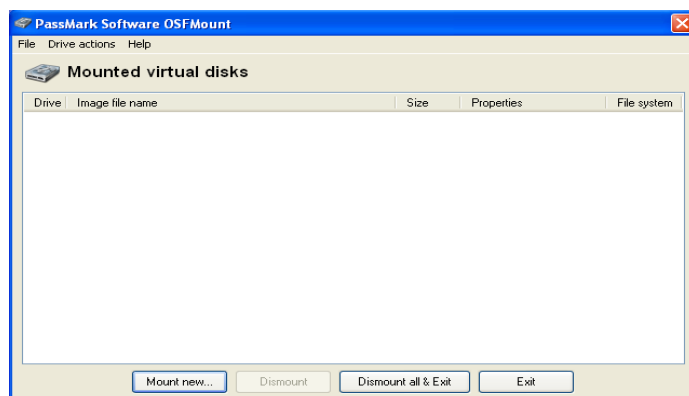 PassMark Software OSFMount
File Drive actions Help
Mounted virtual disks
Drive Image file name Size Properties File system
Mount new... Dismount Dismount all & Exit Exit